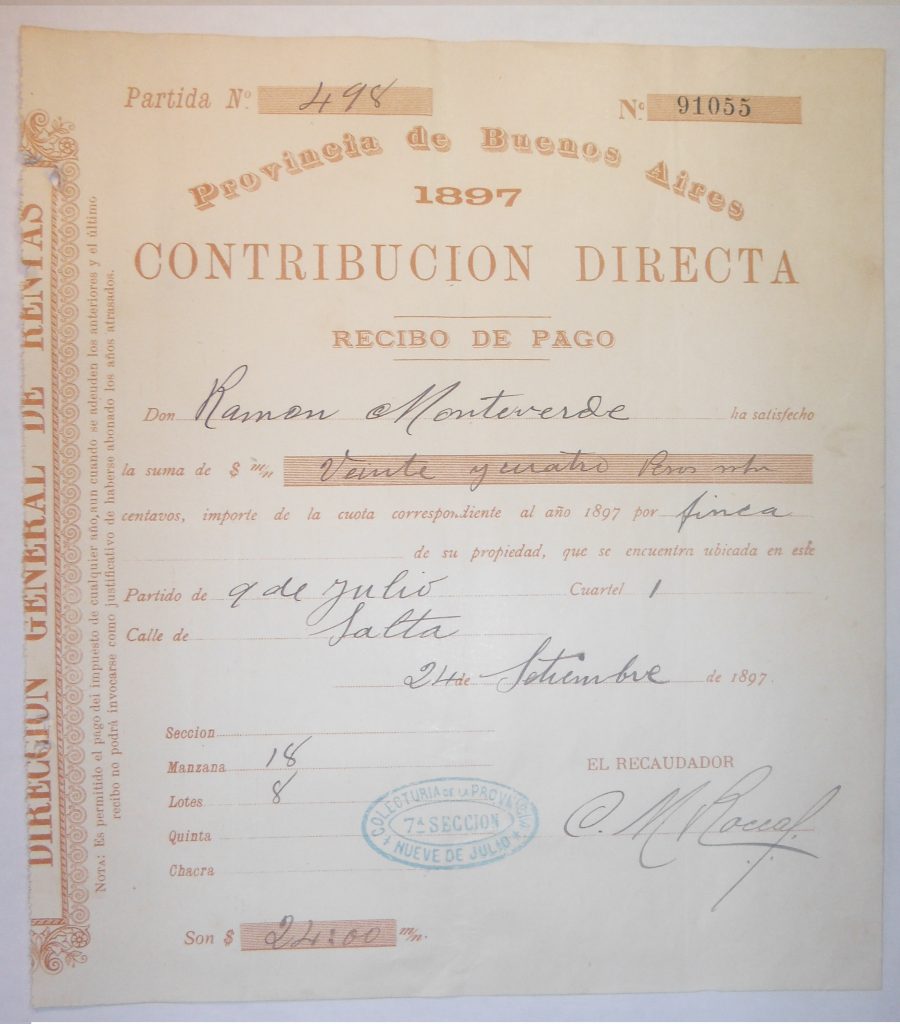 Partida Nº 498
Nº 91055
Provincia de Buenos Aires
1897
CONTRIBUCION DIRECTA
RECIBO DE PAGO
Don Ramon Monteverde ha satisfecho
la suma de $ m/n Veinte y cuatro Pesos
centavos, importe de la cuota correspondiente al año 1897 por finca
de su propiedad, que se encuentra ubicada en este
Partido de 9 de Julio Cuartel 1
Calle de Salta
24 de Setiembre de 1897.
Seccion
Manzana 18
Lotes 8
Quinta
Chacra
EL RECAUDADOR
C. M.
COLECTURIA DE LA PROVINCIA
7ª SECCION
NUEVE DE JULIO
Son $ 24:00 m/n.
DIRECCION GENERAL DE RENTAS
NOTA: Es permitido el pago del impuesto de cualquier año, aun cuando se adeuden los anteriores y el último
recibo no podrá invocarse como justificativo de haberse abonado los años atrasados.